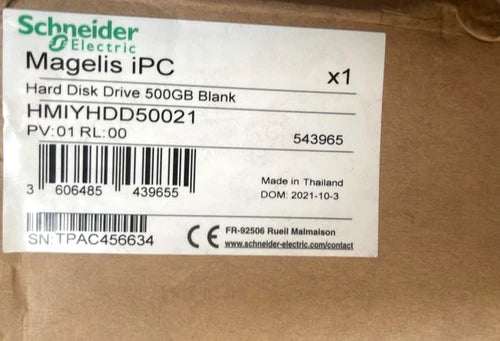 Schneider
Electric
Magelis iPC
x1
Hard Disk Drive 500GB Blank
HMIYHDD50021
PV:01 RL:00
543965
3 606485 439655
Made in Thailand
DOM: 2021-10-3
SN:TPAC456634
CE
FR-92506 Rueil Malmaison
www.schneider-electric.com/contact